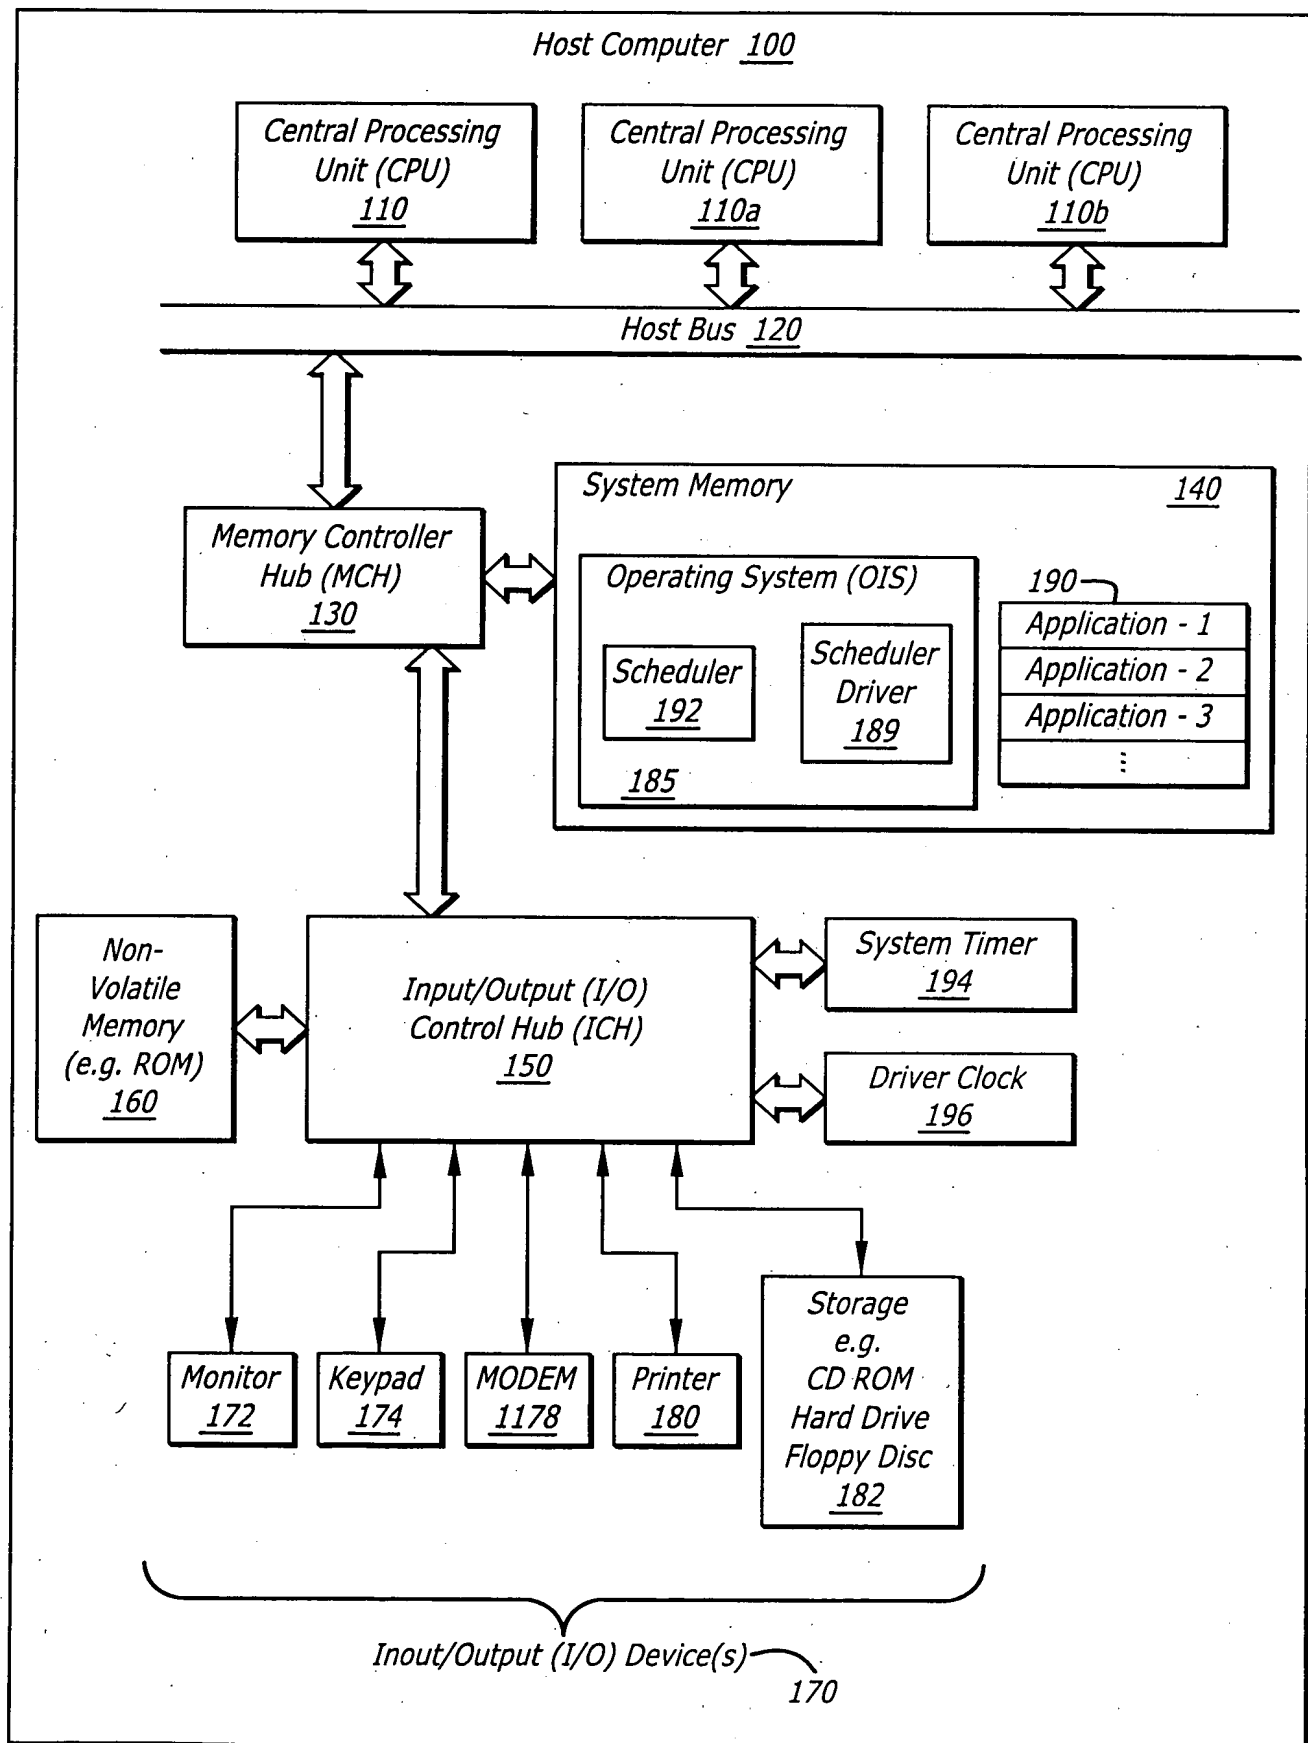 Host Computer 100
Central Processing
Unit (CPU)
110
Central Processing
Unit (CPU)
110a
Central Processing
Unit (CPU)
110b
Host Bus 120
Memory Controller
Hub (MCH)
130
System Memory
140
Operating System (OIS)
Scheduler
192
Scheduler
Driver
189
185
190
Application - 1
Application - 2
Application - 3
...
Non-
Volatile
Memory
(e.g. ROM)
160
Input/Output (I/O)
Control Hub (ICH)
150
System Timer
194
Driver Clock
196
Monitor
172
Keypad
174
MODEM
1178
Printer
180
Storage
e.g.
CD ROM
Hard Drive
Floppy Disc
182
Inout/Output (I/O) Device(s)
170